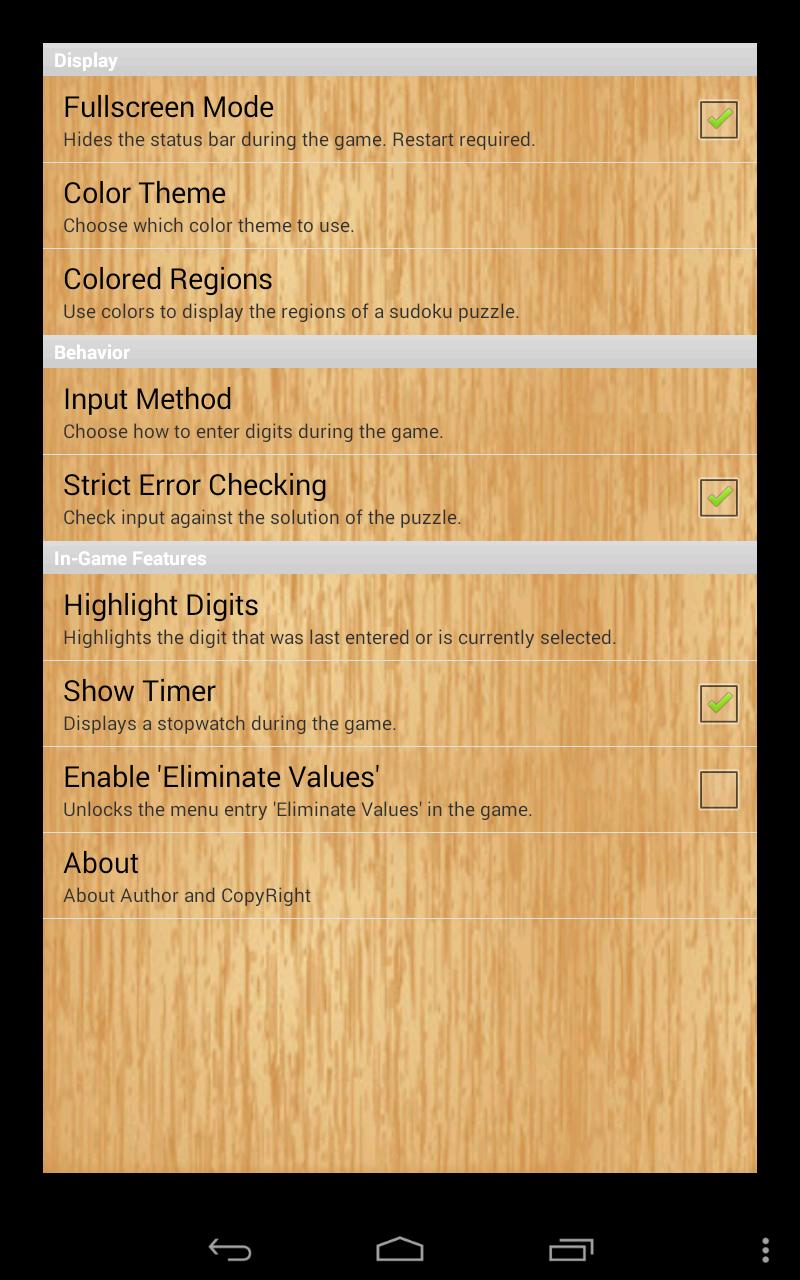 Display
Fullscreen Mode
Hides the status bar during the game. Restart required.
Color Theme
Choose which color theme to use.
Colored Regions
Use colors to display the regions of a sudoku puzzle.
Behavior
Input Method
Choose how to enter digits during the game.
Strict Error Checking
Check input against the solution of the puzzle.
In-Game Features
Highlight Digits
Highlights the digit that was last entered or is currently selected.
Show Timer
Displays a stopwatch during the game.
Enable 'Eliminate Values'
Unlocks the menu entry 'Eliminate Values' in the game.
About
About Author and CopyRight